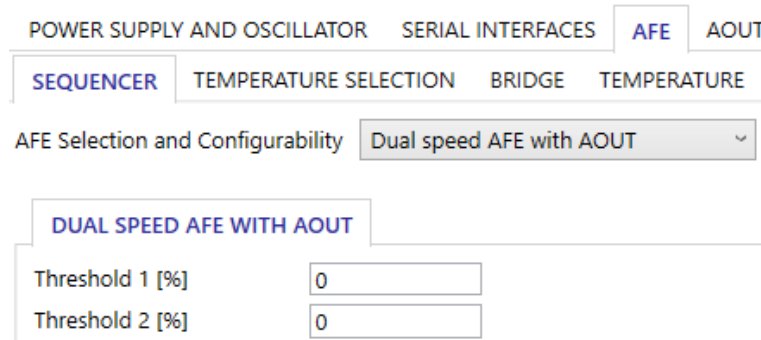 POWER SUPPLY AND OSCILLATOR SERIAL INTERFACES AFE AOUT
SEQUENCER TEMPERATURE SELECTION BRIDGE TEMPERATURE
AFE Selection and Configurability Dual speed AFE with AOUT
DUAL SPEED AFE WITH AOUT
Threshold 1 [%] 0
Threshold 2 [%] 0